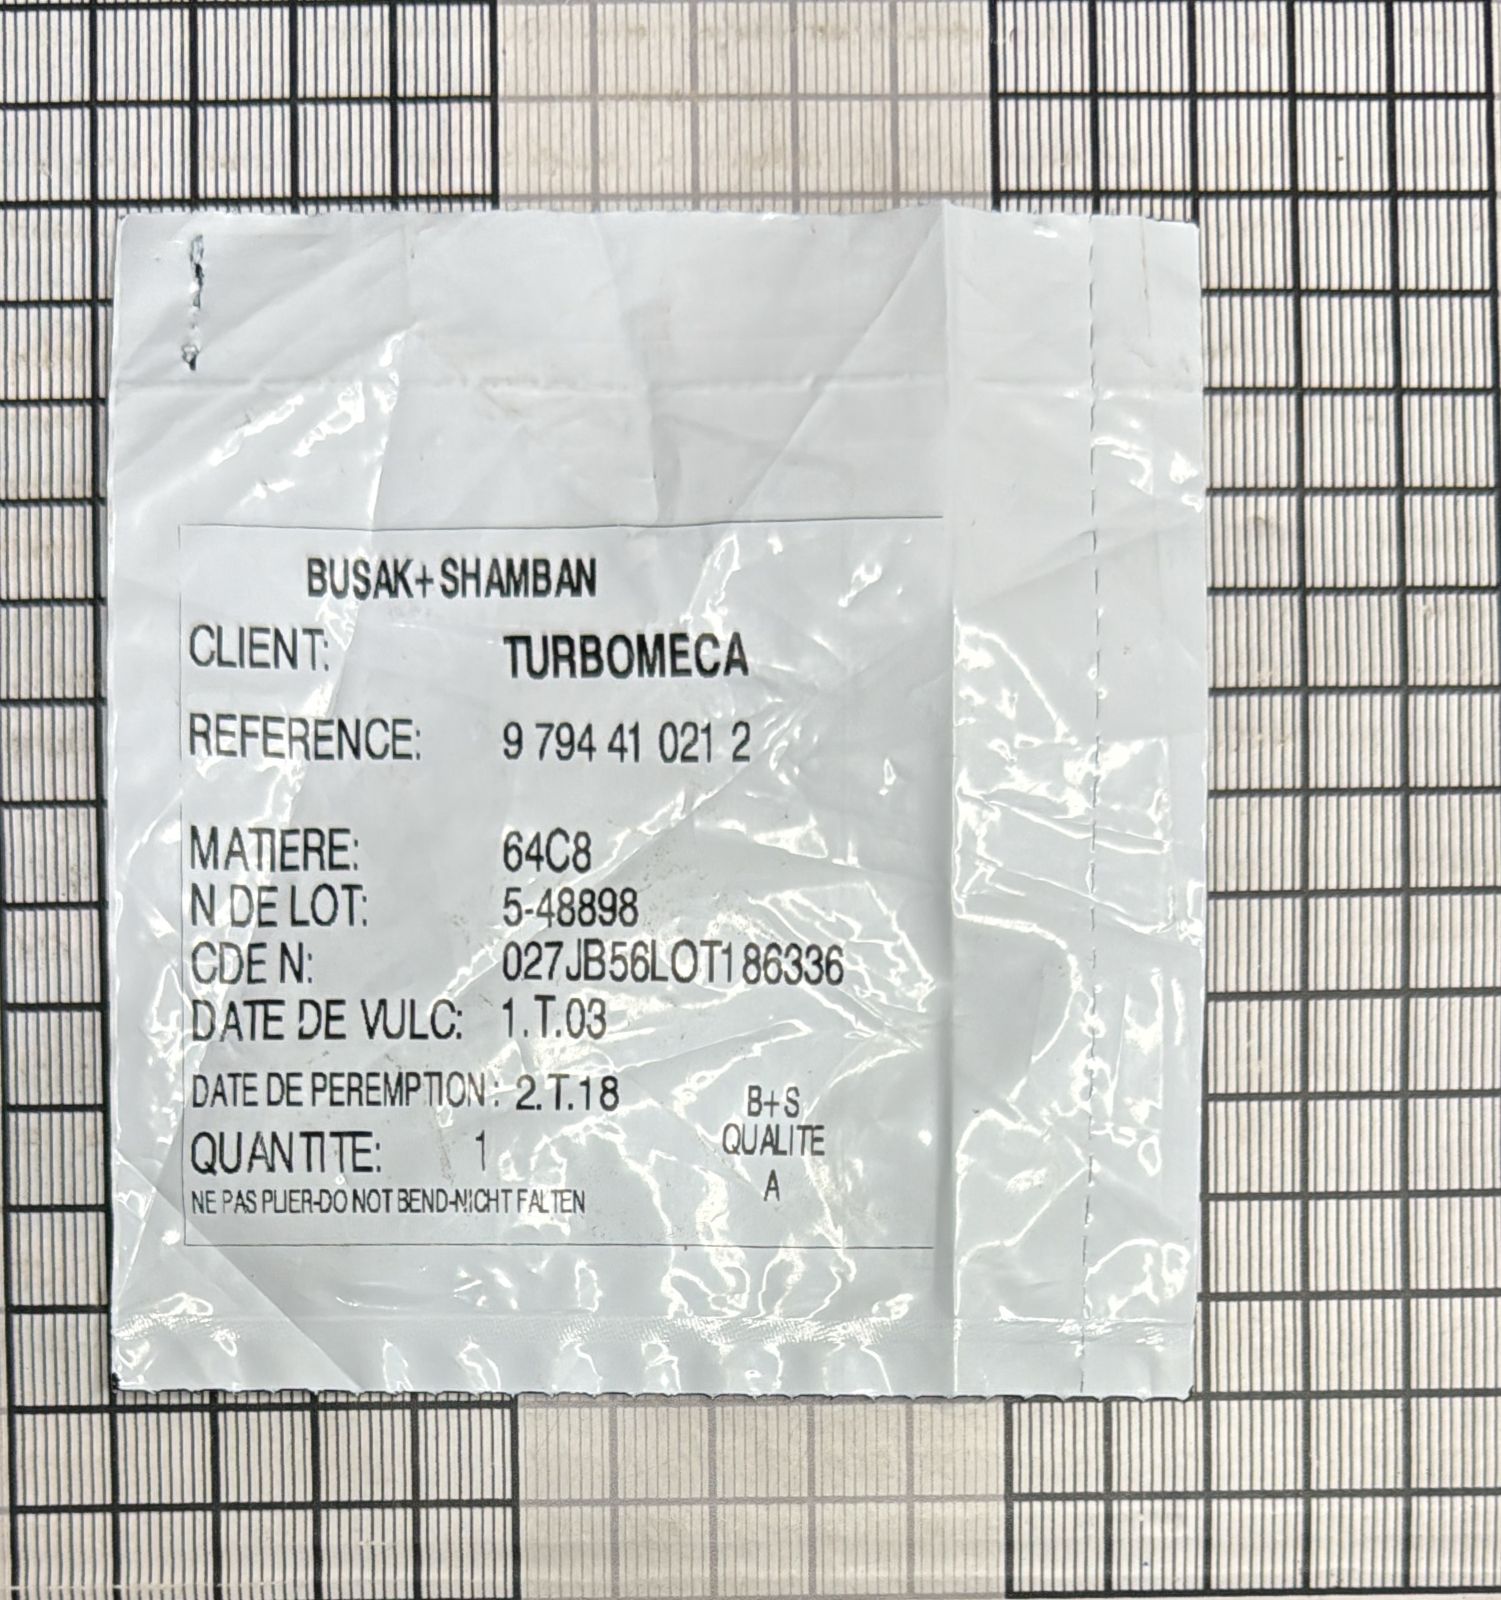 BUSAK+SHAMBAN
CLIENT: TURBOMECA
REFERENCE: 9 794 41 021 2
MATIERE: 64C8
N DE LOT: 5-48898
CDE N: 027JB56LOT186336
DATE DE VULC: 1.T.03
DATE DE PEREMPTION: 2.T.18
QUANTITE: 1
NE PAS PLIER-DO NOT BEND-NICHT FALTEN
B+S
QUALITE
A